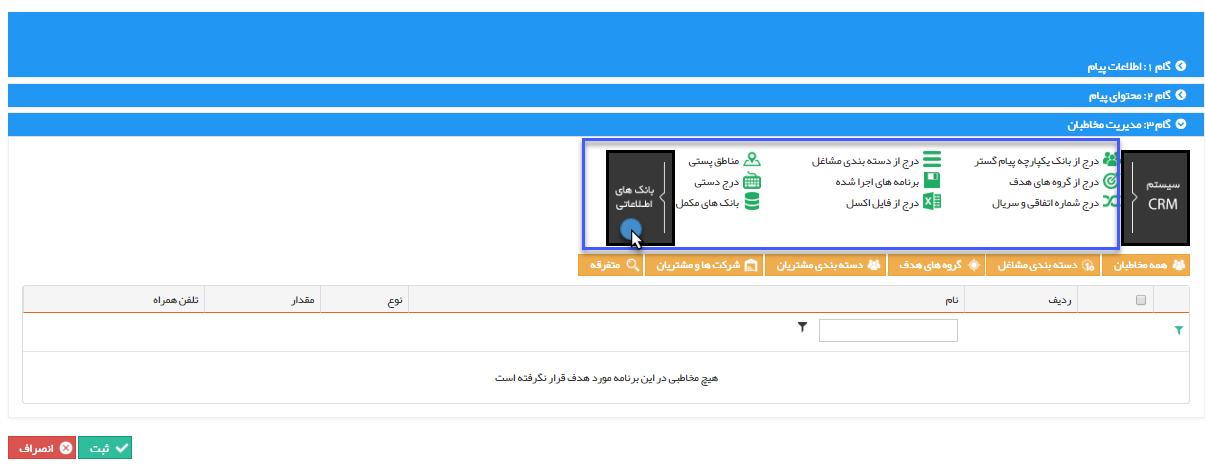 گام ۱: اطلاعات پیام
گام ۲: محتوای پیام
گام ۳: مدیریت مخاطبان
سیستم
CRM
درج از بانک یکپارچه پیام گستر
درج از گروه های هدف
درج شماره اتفاقی و سریال
درج از دسته بندی مشاغل
برنامه های اجرا شده
درج از فایل اکسل
مناطق پستی
درج دستی
بانک های مکمل
بانک های
اطلاعاتی
همه مخاطبان
دسته بندی مشاغل
گروه های هدف
دسته بندی مشتریان
شرکت ها و مشتریان
متفرقه
ردیف نام نوع مقدار تلفن همراه
هیچ مخاطبی در این برنامه مورد هدف قرار نگرفته است
ثبت انصراف